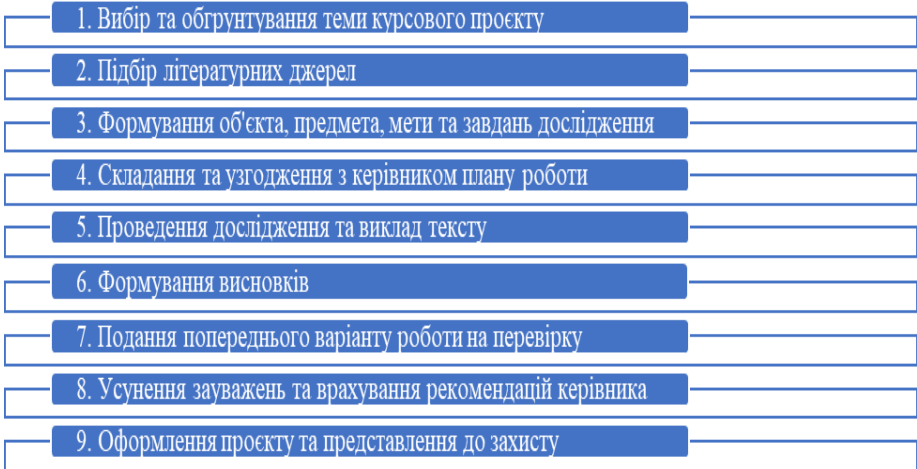 1. Вибір та обгрунтування теми курсового проєкту
2. Підбір літературних джерел
3. Формування об'єкта, предмета, мети та завдань дослідження
4. Складання та узгодження з керівником плану роботи
5. Проведення дослідження та виклад тексту
6. Формування висновків
7. Подання попереднього варіанту роботи на перевірку
8. Усунення зауважень та врахування рекомендацій керівника
9. Оформлення проєкту та представлення до захисту